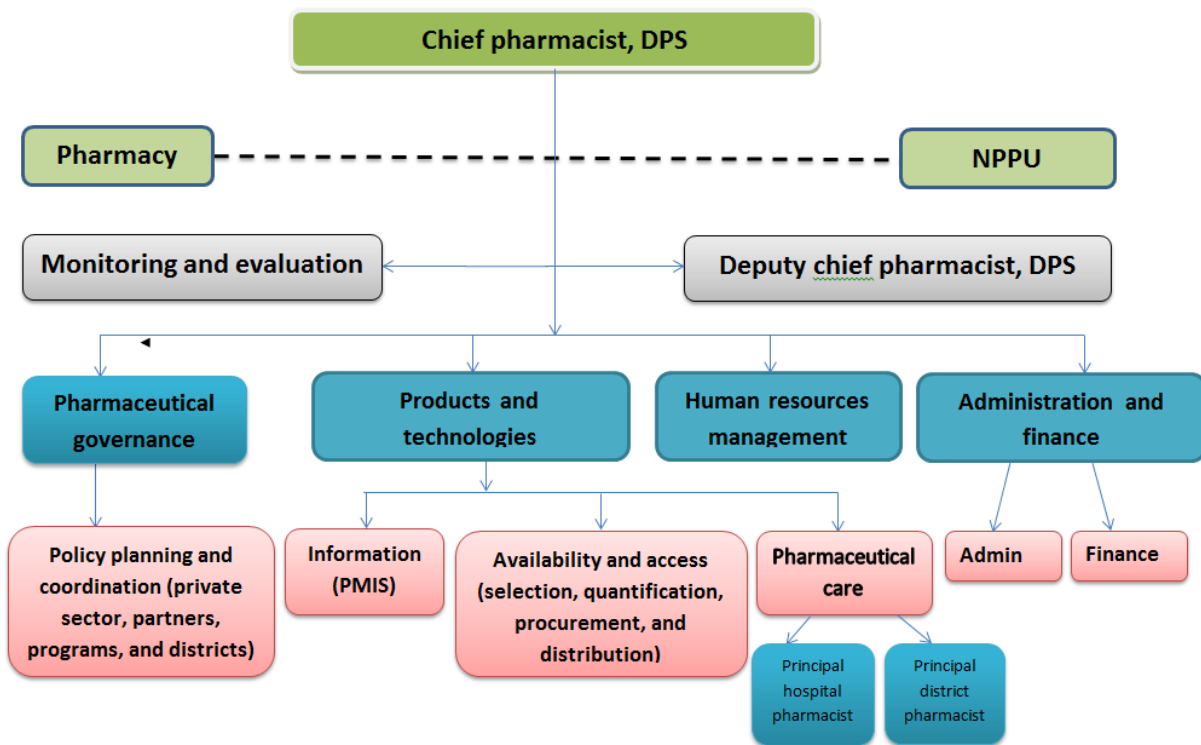 Chief pharmacist, DPS
Pharmacy
NPPU
Monitoring and evaluation
Deputy chief pharmacist, DPS
Pharmaceutical
governance
Products and
technologies
Human resources
management
Administration and
finance
Policy planning and
coordination (private
sector, partners,
programs, and districts)
Information
(PMIS)
Availability and access
(selection, quantification,
procurement, and
distribution)
Pharmaceutical
care
Admin
Finance
Principal
hospital
pharmacist
Principal
district
pharmacist